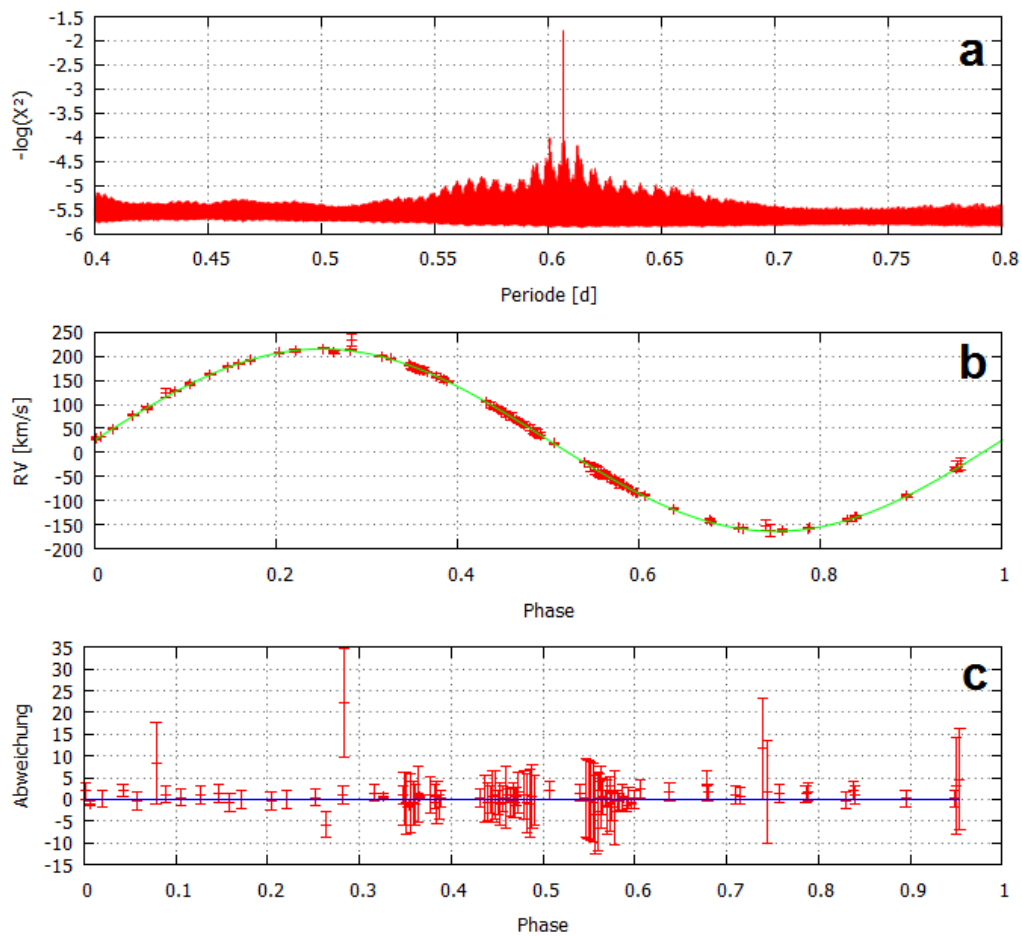 -1.5
-2
-2.5
-3
-3.5
-4
-4.5
-5
-5.5
-6
-log(X²)
a
0.4 0.45 0.5 0.55 0.6 0.65 0.7 0.75 0.8
Periode [d]
250
200
150
100
50
0
-50
-100
-150
-200
RV [km/s]
b
0 0.2 0.4 0.6 0.8 1
Phase
35
30
25
20
15
10
5
0
-5
-10
-15
Abweichung
c
0 0.1 0.2 0.3 0.4 0.5 0.6 0.7 0.8 0.9 1
Phase